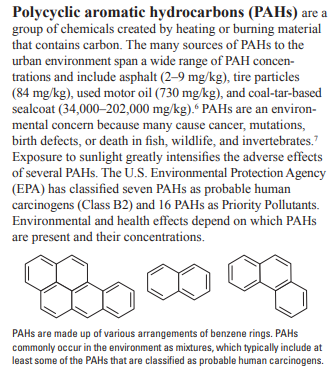 Polycyclic aromatic hydrocarbons (PAHs) are a
group of chemicals created by heating or burning material
that contains carbon. The many sources of PAHs to the
urban environment span a wide range of PAH concen-
trations and include asphalt (2–9 mg/kg), tire particles
(84 mg/kg), used motor oil (730 mg/kg), and coal-tar-based
sealcoat (34,000–202,000 mg/kg).⁶ PAHs are an environ-
mental concern because many cause cancer, mutations,
birth defects, or death in fish, wildlife, and invertebrates.⁷
Exposure to sunlight greatly intensifies the adverse effects
of several PAHs. The U.S. Environmental Protection Agency
(EPA) has classified seven PAHs as probable human
carcinogens (Class B2) and 16 PAHs as Priority Pollutants.
Environmental and health effects depend on which PAHs
are present and their concentrations.
PAHs are made up of various arrangements of benzene rings. PAHs
commonly occur in the environment as mixtures, which typically include at
least some of the PAHs that are classified as probable human carcinogens.